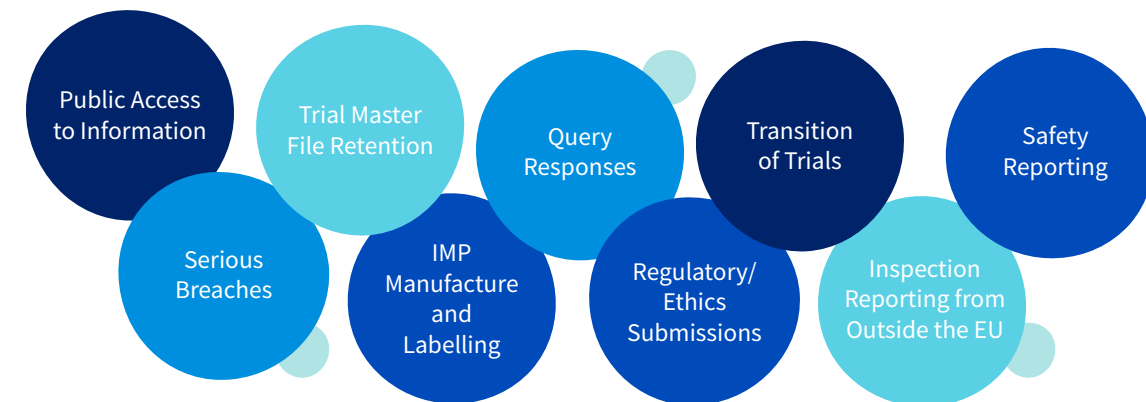 Public Access
to Information
Trial Master
File Retention
Query
Responses
Transition
of Trials
Safety
Reporting
Serious
Breaches
IMP
Manufacture
and
Labelling
Regulatory/
Ethics
Submissions
Inspection
Reporting from
Outside the EU